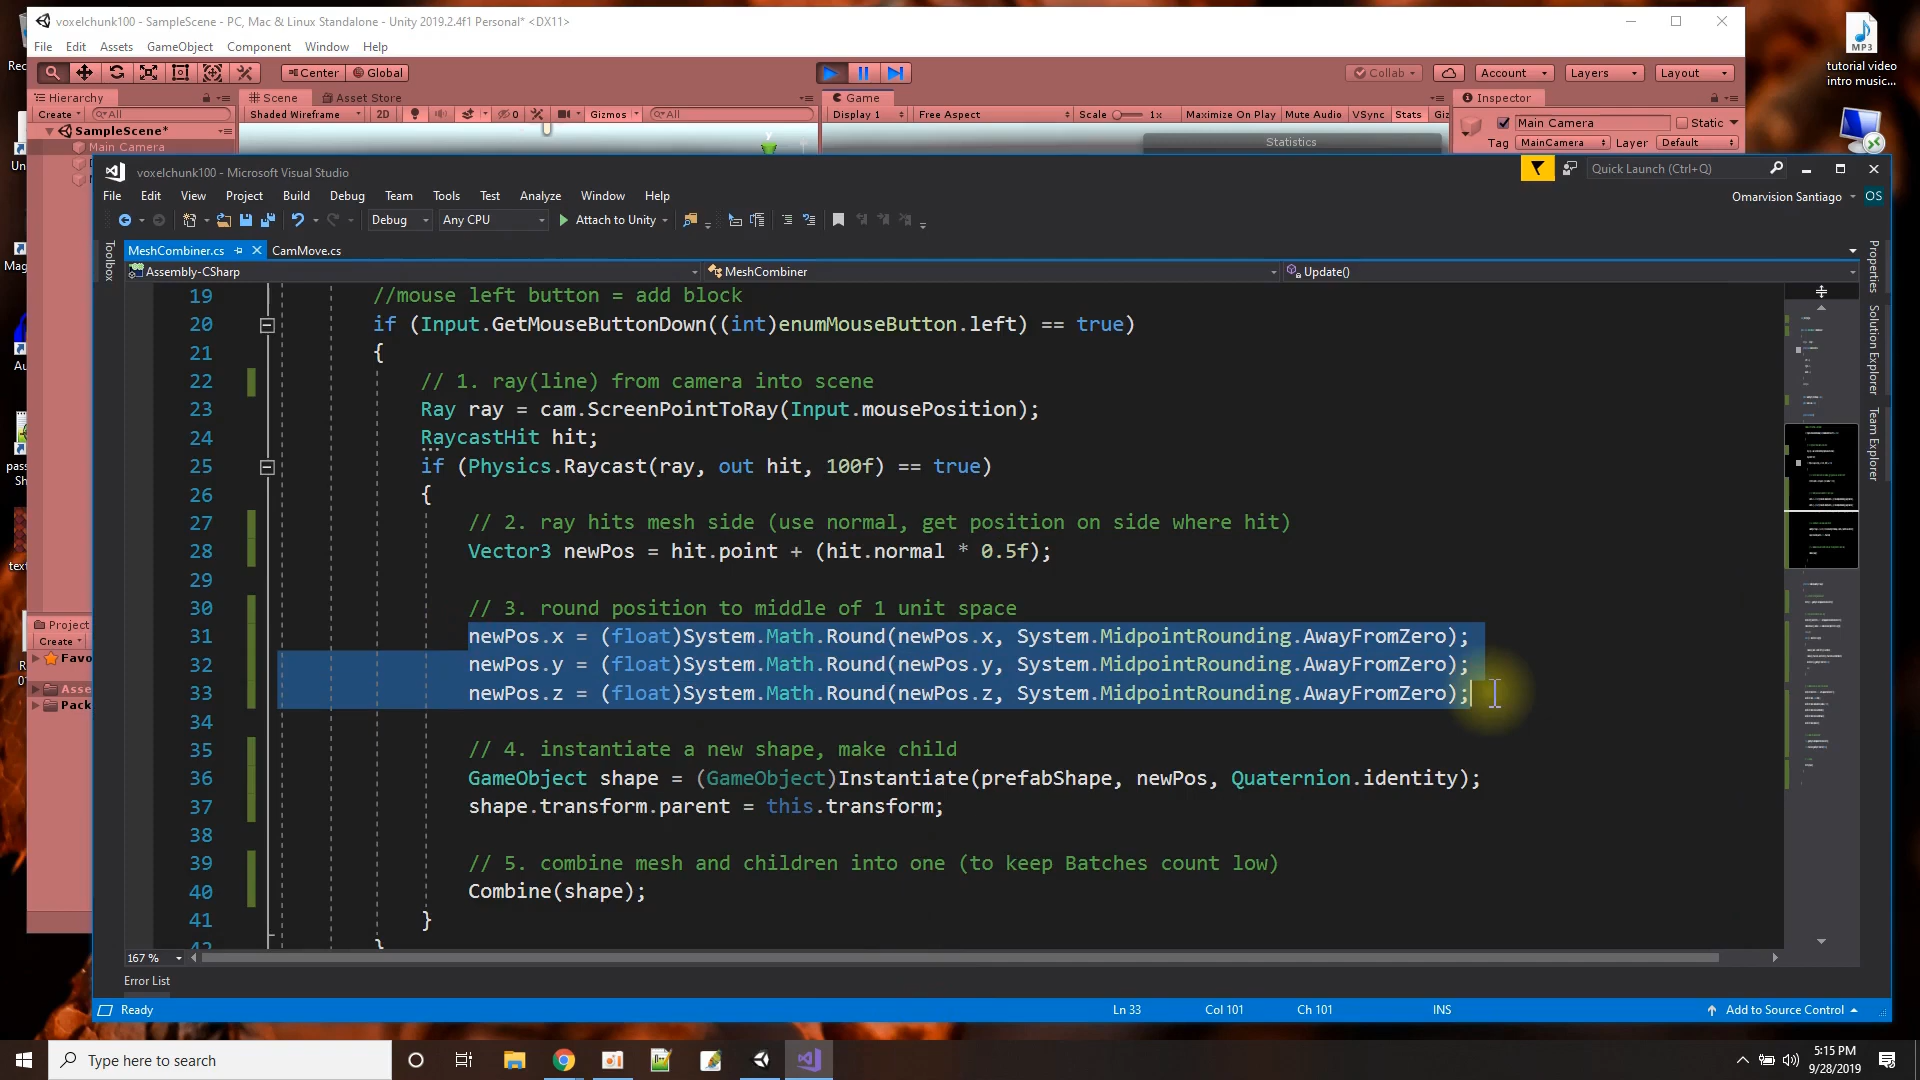 voxelchunk100 - SampleScene - PC, Mac & Linux Standalone - Unity 2019.2.4f1 Personal* <DX11>
File Edit Assets GameObject Component Window Help
Center Global
Collab Account Layers Layout
Hierarchy
Scene Asset Store
Game
Inspector
Create All
Shaded Wireframe 2D 0 Gizmos All
Display 1 Free Aspect Scale 1x Maximize On Play Mute Audio VSync Stats Giz
Main Camera Static
SampleScene*
Main Camera
Statistics
Tag MainCamera Layer Default
voxelchunk100 - Microsoft Visual Studio
Quick Launch (Ctrl+Q)
File Edit View Project Build Debug Team Tools Test Analyze Window Help
Omarvision Santiago OS
Debug Any CPU Attach to Unity
MeshCombiner.cs CamMove.cs
Assembly-CSharp MeshCombiner Update()
Toolbox
Properties
Solution Explorer
Team Explorer
19 //mouse left button = add block
20 if (Input.GetMouseButtonDown((int)enumMouseButton.left) == true)
21 {
22 // 1. ray(line) from camera into scene
23 Ray ray = cam.ScreenPointToRay(Input.mousePosition);
24 RaycastHit hit;
25 if (Physics.Raycast(ray, out hit, 100f) == true)
26 {
27 // 2. ray hits mesh side (use normal, get position on side where hit)
28 Vector3 newPos = hit.point + (hit.normal * 0.5f);
29
30 // 3. round position to middle of 1 unit space
31 newPos.x = (float)System.Math.Round(newPos.x, System.MidpointRounding.AwayFromZero);
32 newPos.y = (float)System.Math.Round(newPos.y, System.MidpointRounding.AwayFromZero);
33 newPos.z = (float)System.Math.Round(newPos.z, System.MidpointRounding.AwayFromZero);
34
35 // 4. instantiate a new shape, make child
36 GameObject shape = (GameObject)Instantiate(prefabShape, newPos, Quaternion.identity);
37 shape.transform.parent = this.transform;
38
39 // 5. combine mesh and children into one (to keep Batches count low)
40 Combine(shape);
41 }
42 }
167 %
Error List
Ready Ln 33 Col 101 Ch 101 INS Add to Source Control
Project
Create
Favo
Asse
Pack
MP3
tutorial video
intro music...
Type here to search
5:15 PM
9/28/2019